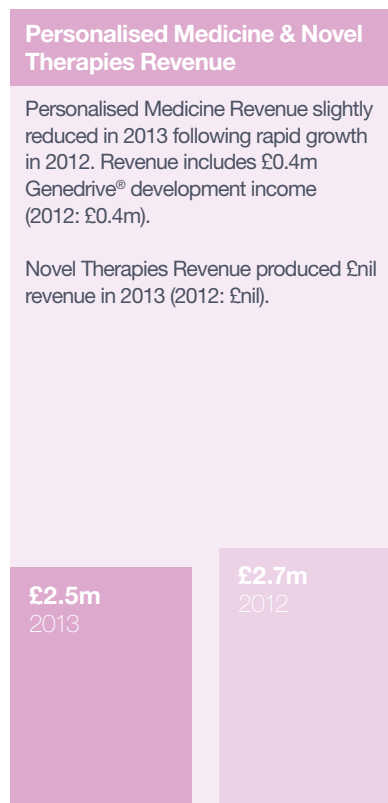 Personalised Medicine & Novel
Therapies Revenue
Personalised Medicine Revenue slightly
reduced in 2013 following rapid growth
in 2012. Revenue includes £0.4m
Genedrive® development income
(2012: £0.4m).
Novel Therapies Revenue produced £nil
revenue in 2013 (2012: £nil).
£2.5m
2013
£2.7m
2012